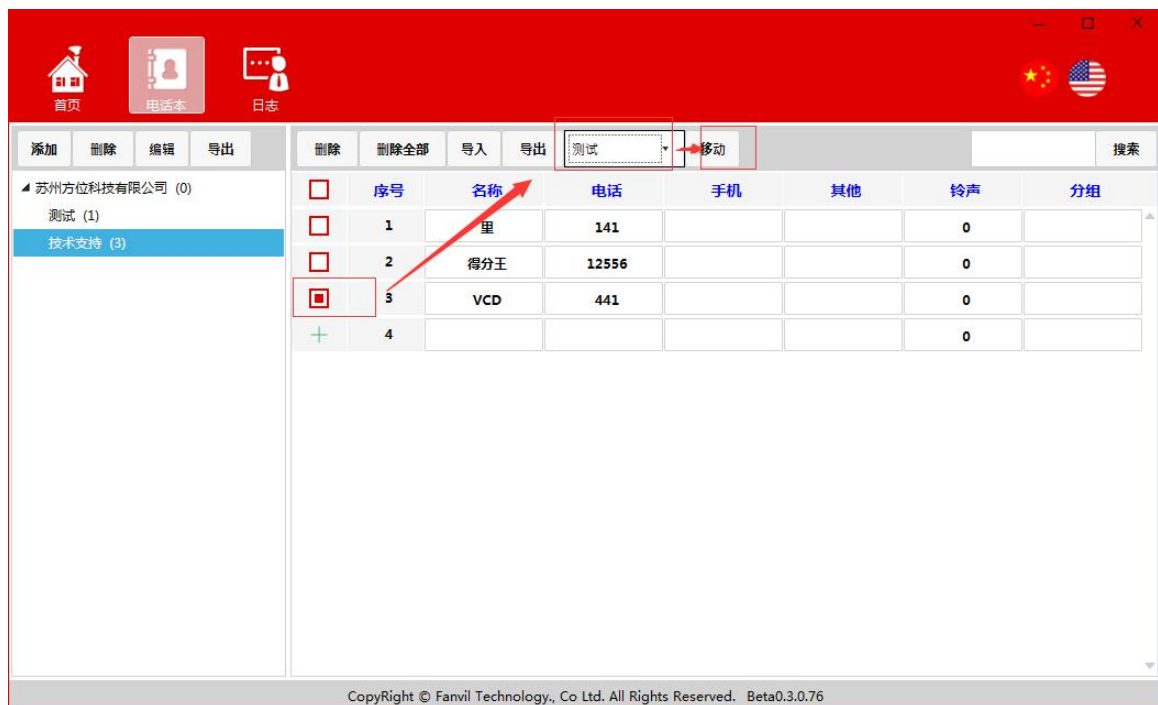 首页 电话本 日志
添加 删除 编辑 导出 删除 删除全部 导入 导出 测试 移动 搜索
苏州方位科技有限公司 (0)
测试 (1)
技术支持 (3)
序号 名称 电话 手机 其他 铃声 分组
1 里 141 0
2 得分王 12556 0
3 VCD 441 0
4 0
CopyRight © Fanvil Technology., Co Ltd. All Rights Reserved. Beta0.3.0.76